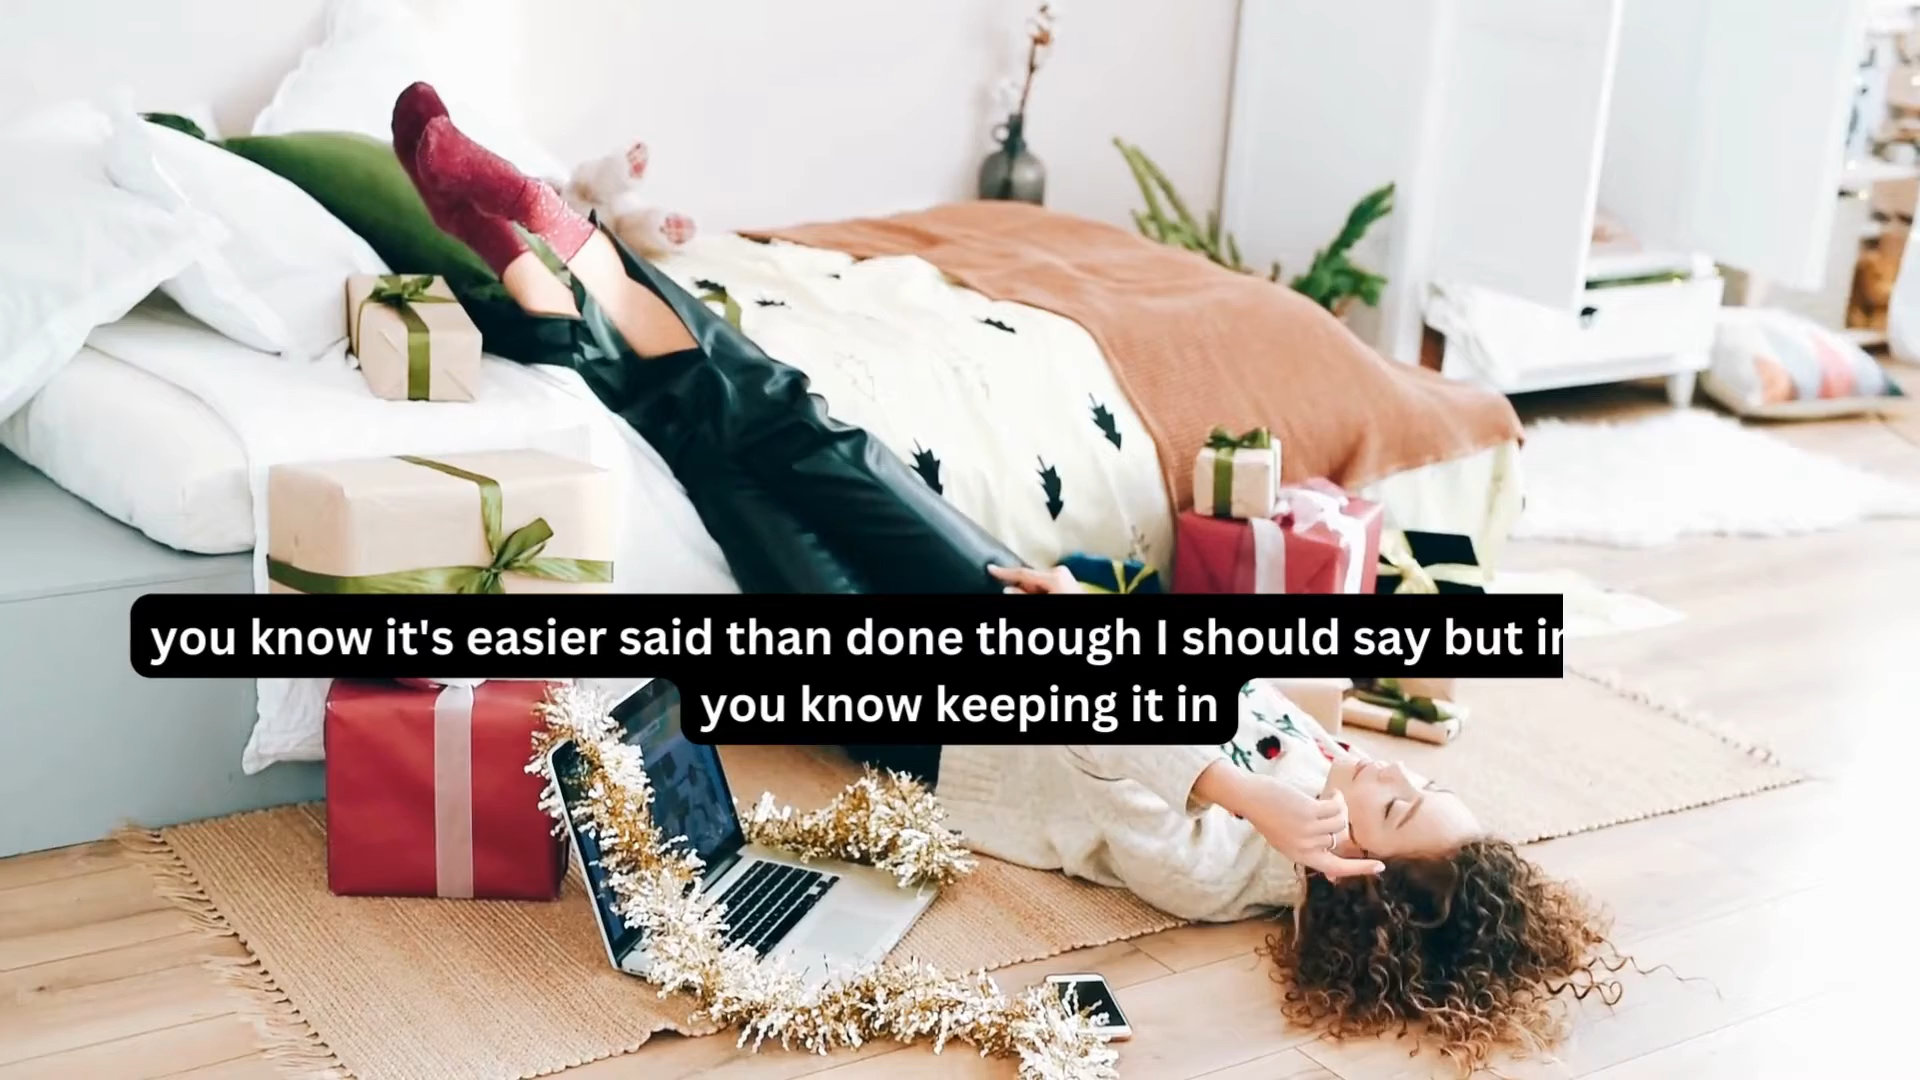 you know it's easier said than done though I should say but
you know keeping it in